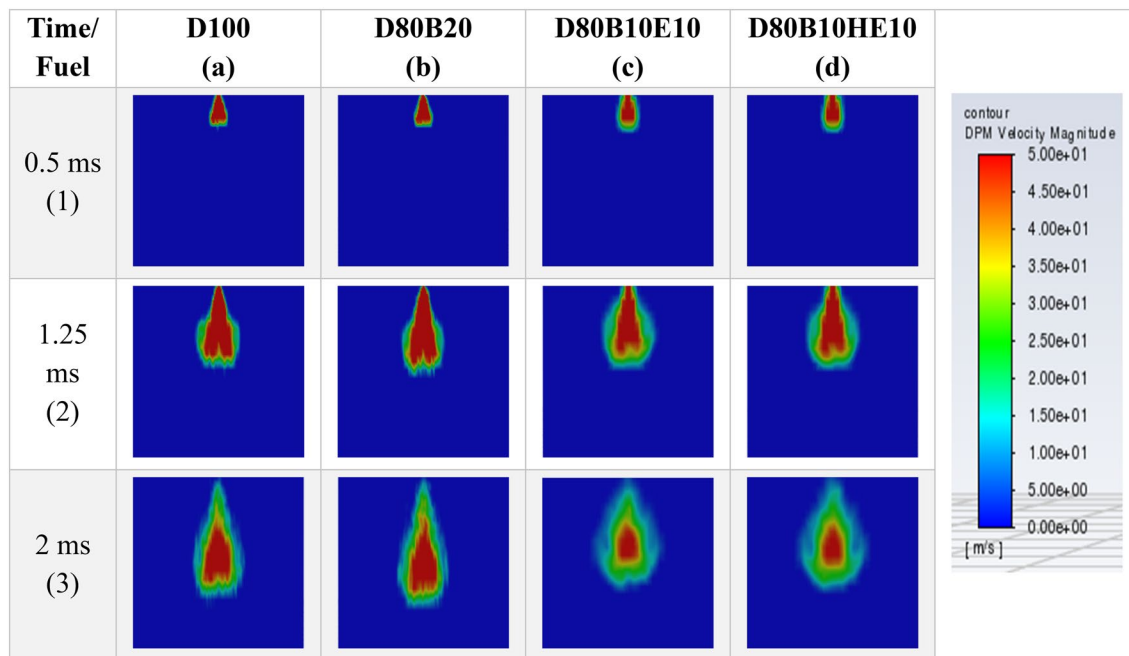 Time/ D100 D80B20 D80B10E10 D80B10HE10
Fuel (a) (b) (c) (d)
0.5 ms
(1)
1.25
ms
(2)
2 ms
(3)
contour
DPM Velocity Magnitude
5.00e+01
4.50e+01
4.00e+01
3.50e+01
3.00e+01
2.50e+01
2.00e+01
1.50e+01
1.00e+01
5.00e+00
0.00e+00
[ m/s ]